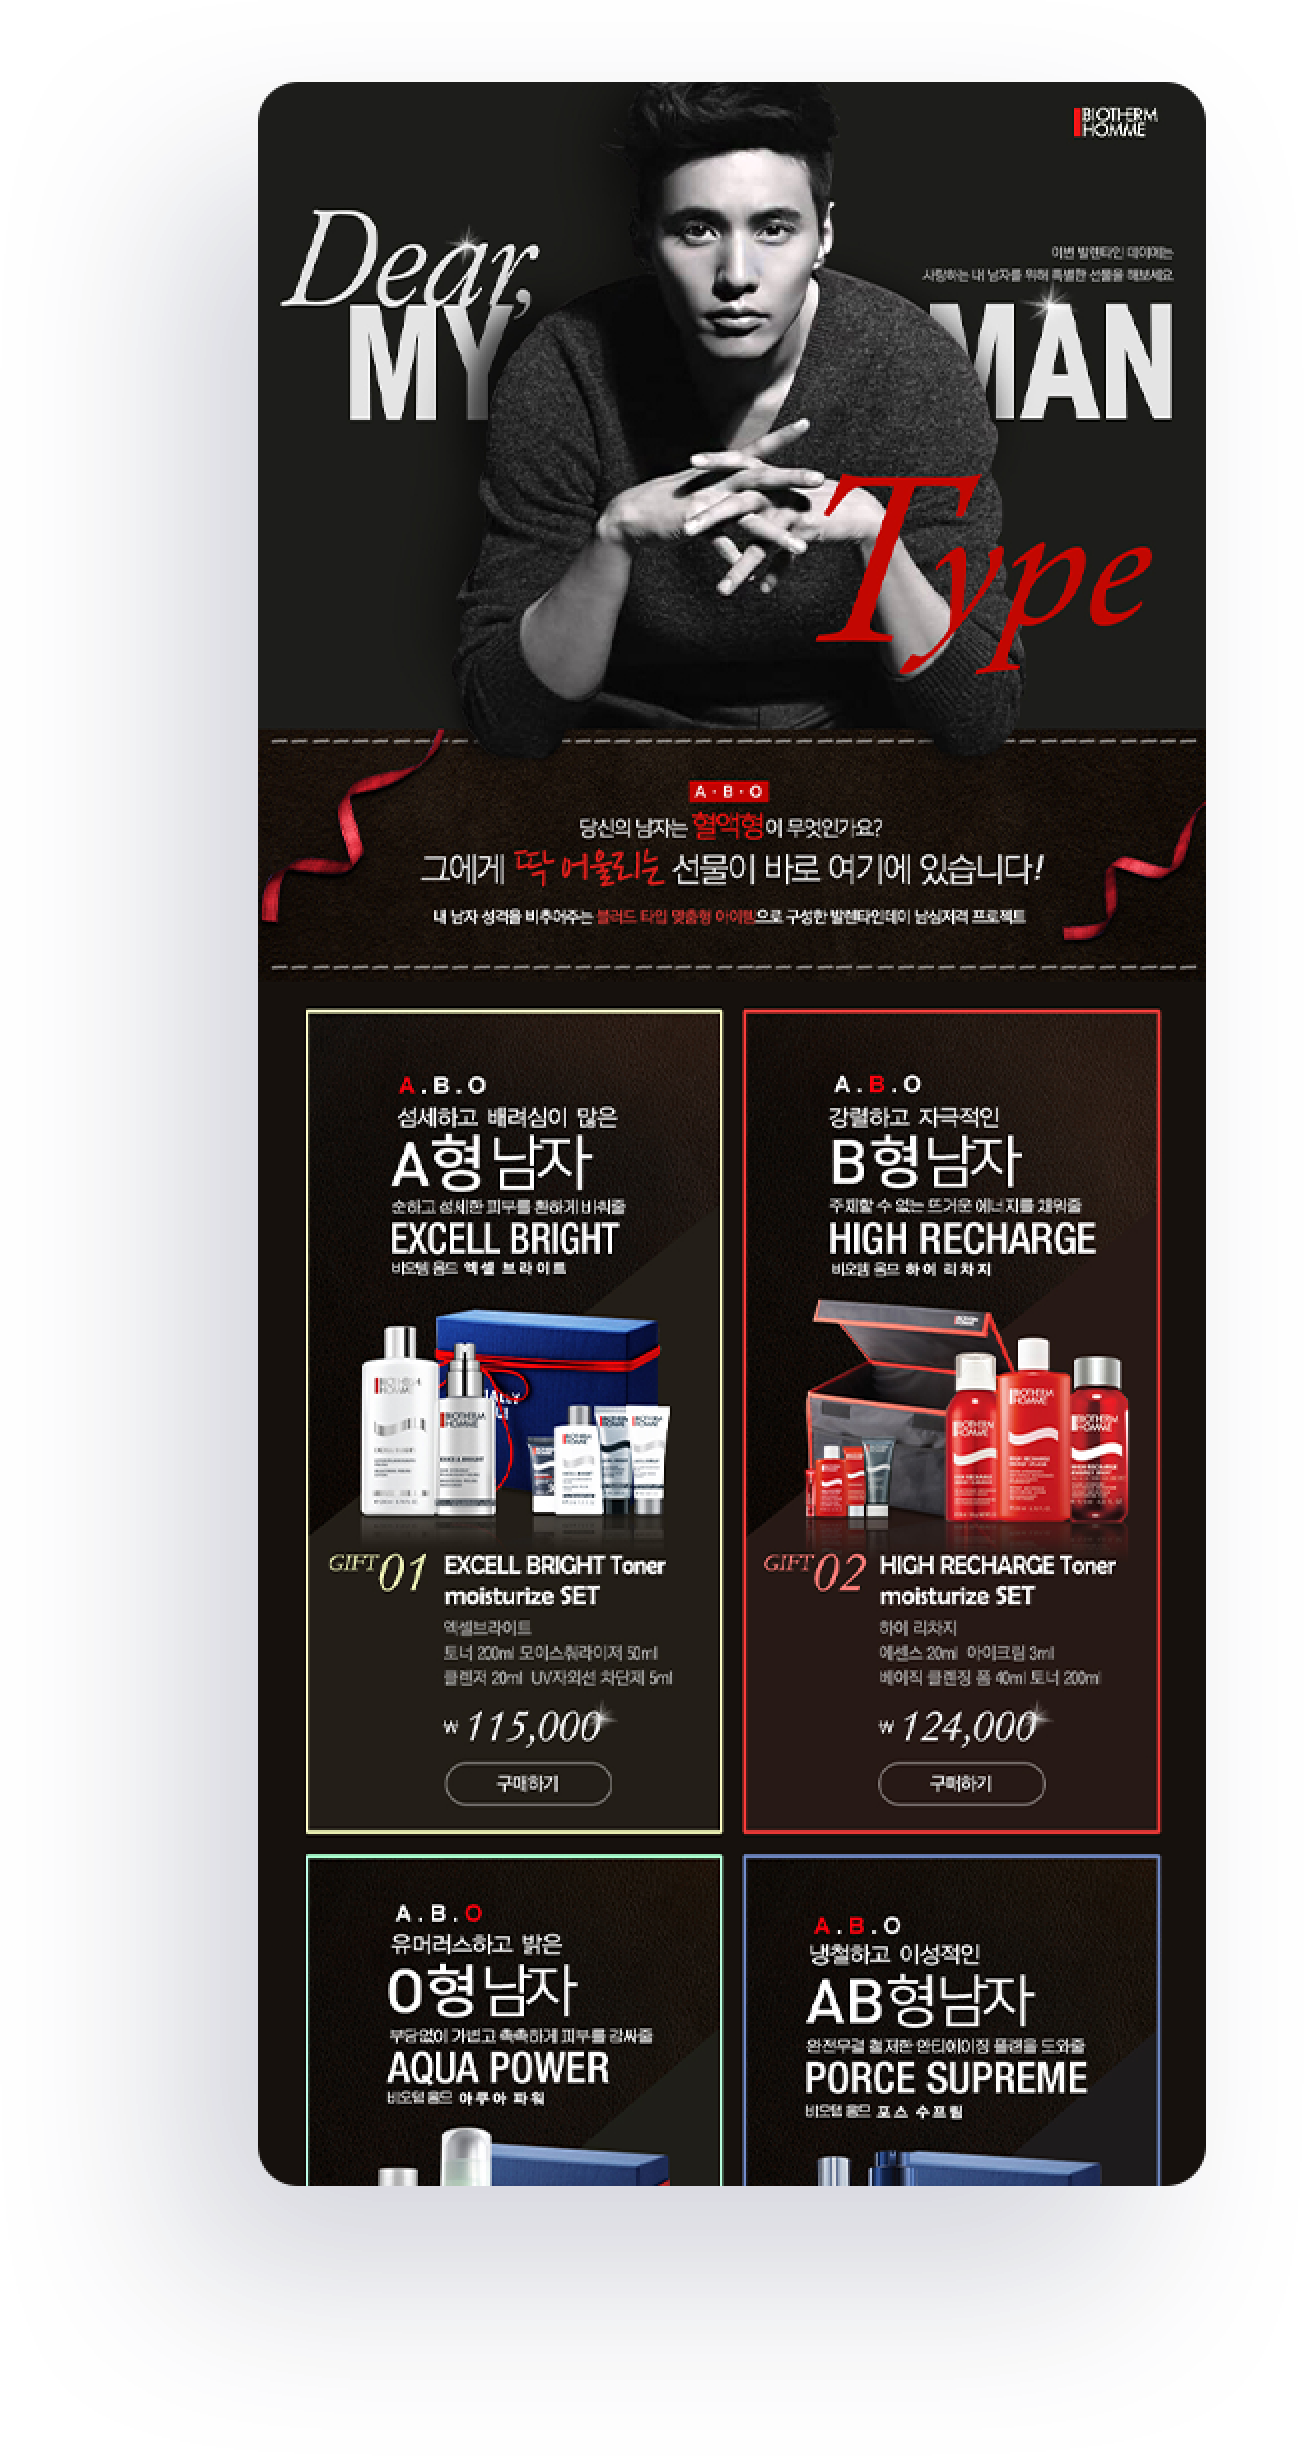 BIOTHERM
HOMME
Dear,
이번 발렌타인 데이에는
사랑하는 내 남자를 위해 특별한 선물을 해보세요
MY MAN
Type
A·B·O
당신의 남자는 혈액형이 무엇인가요?
그에게 딱 어울리는 선물이 바로 여기에 있습니다!
내 남자 성격을 비추어주는 블러드 타입 맞춤형 아이템으로 구성한 발렌타인데이 남심저격 프로젝트
A.B.O
섬세하고 배려심이 많은
A형 남자
순하고 섬세한 피부를 환하게 비춰줄
EXCELL BRIGHT
비오템 옴므 엑셀 브라이트
BIOTHERM
HOMME
BIOTHERM
HOMME
EXCELL BRIGHT
GIFT 01
EXCELL BRIGHT Toner
moisturize SET
엑셀브라이트
토너 200ml 모이스춰라이저 50ml
클렌저 20ml UV자외선 차단제 5ml
₩ 115,000
구매하기
A.B.O
강렬하고 자극적인
B형 남자
주체할 수 없는 뜨거운 에너지를 채워줄
HIGH RECHARGE
비오템 옴므 하이 리차지
BIOTHERM
HOMME
BIOTHERM
HOMME
BIOTHERM
HOMME
GIFT 02
HIGH RECHARGE Toner
moisturize SET
하이 리차지
에센스 20ml 아이크림 3ml
베이직 클렌징 폼 40ml 토너 200ml
₩ 124,000
구매하기
A.B.O
유머러스하고 밝은
O형 남자
부담없이 가볍고 촉촉하게 피부를 감싸줄
AQUA POWER
비오템 옴므 아쿠아 파워
A.B.O
냉철하고 이성적인
AB형남자
완전무결 철저한 안티에이징 플랜을 도와줄
PORCE SUPREME
비오템 옴므 포스 수프림